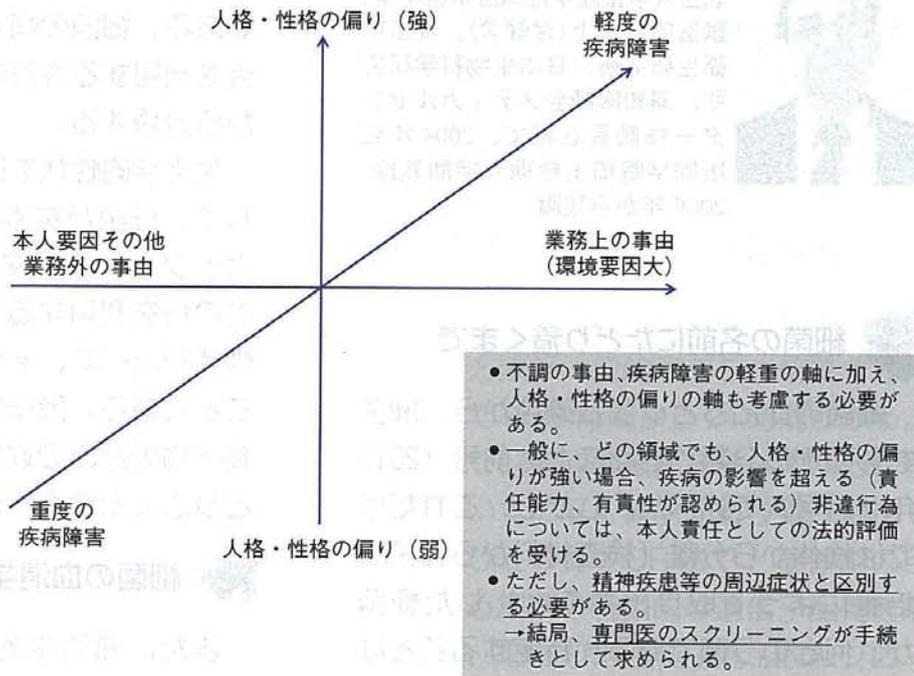 人格・性格の偏り（強）
軽度の
疾病障害
本人要因その他
業務外の事由
業務上の事由
（環境要因大）
重度の
疾病障害
人格・性格の偏り（弱）
● 不調の事由、疾病障害の軽重の軸に加え、
人格・性格の偏りの軸も考慮する必要が
ある。
● 一般に、どの領域でも、人格・性格の偏
りが強い場合、疾病の影響を超える（責
任能力　有責性が認められる）非違行為
については、本人責任としての法的評価
を受ける。
● ただし、精神疾患等の周辺症状と区別す
る必要がある。
→結局、専門医のスクリーニングが手続
きとして求められる。